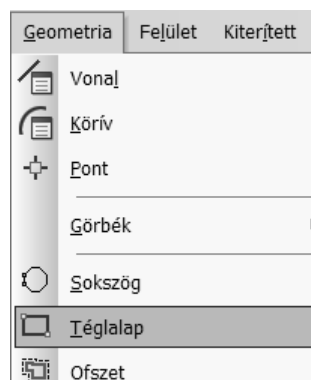 Geometria Felület Kiterített
Vonal
Körív
Pont
Görbék
Sokszög
Téglalap
Ofszet